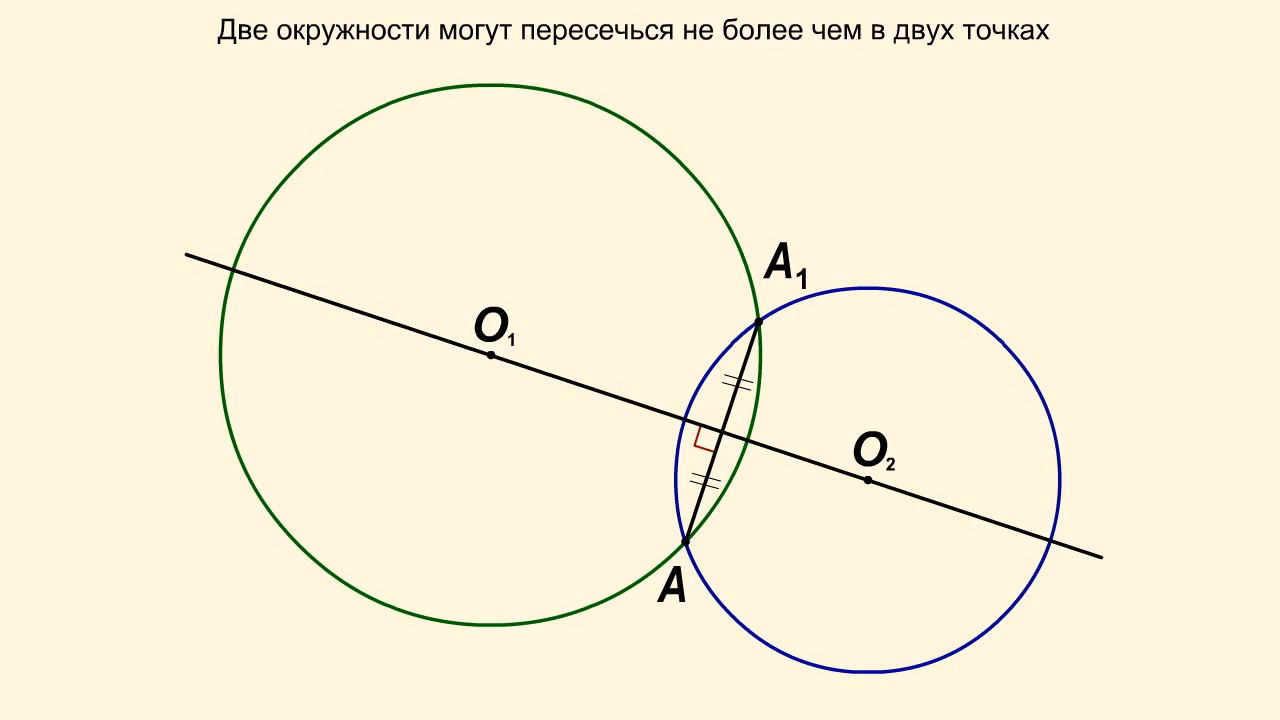 Две окружности могут пересечься не более чем в двух точках
A₁
O₁
O₂
A